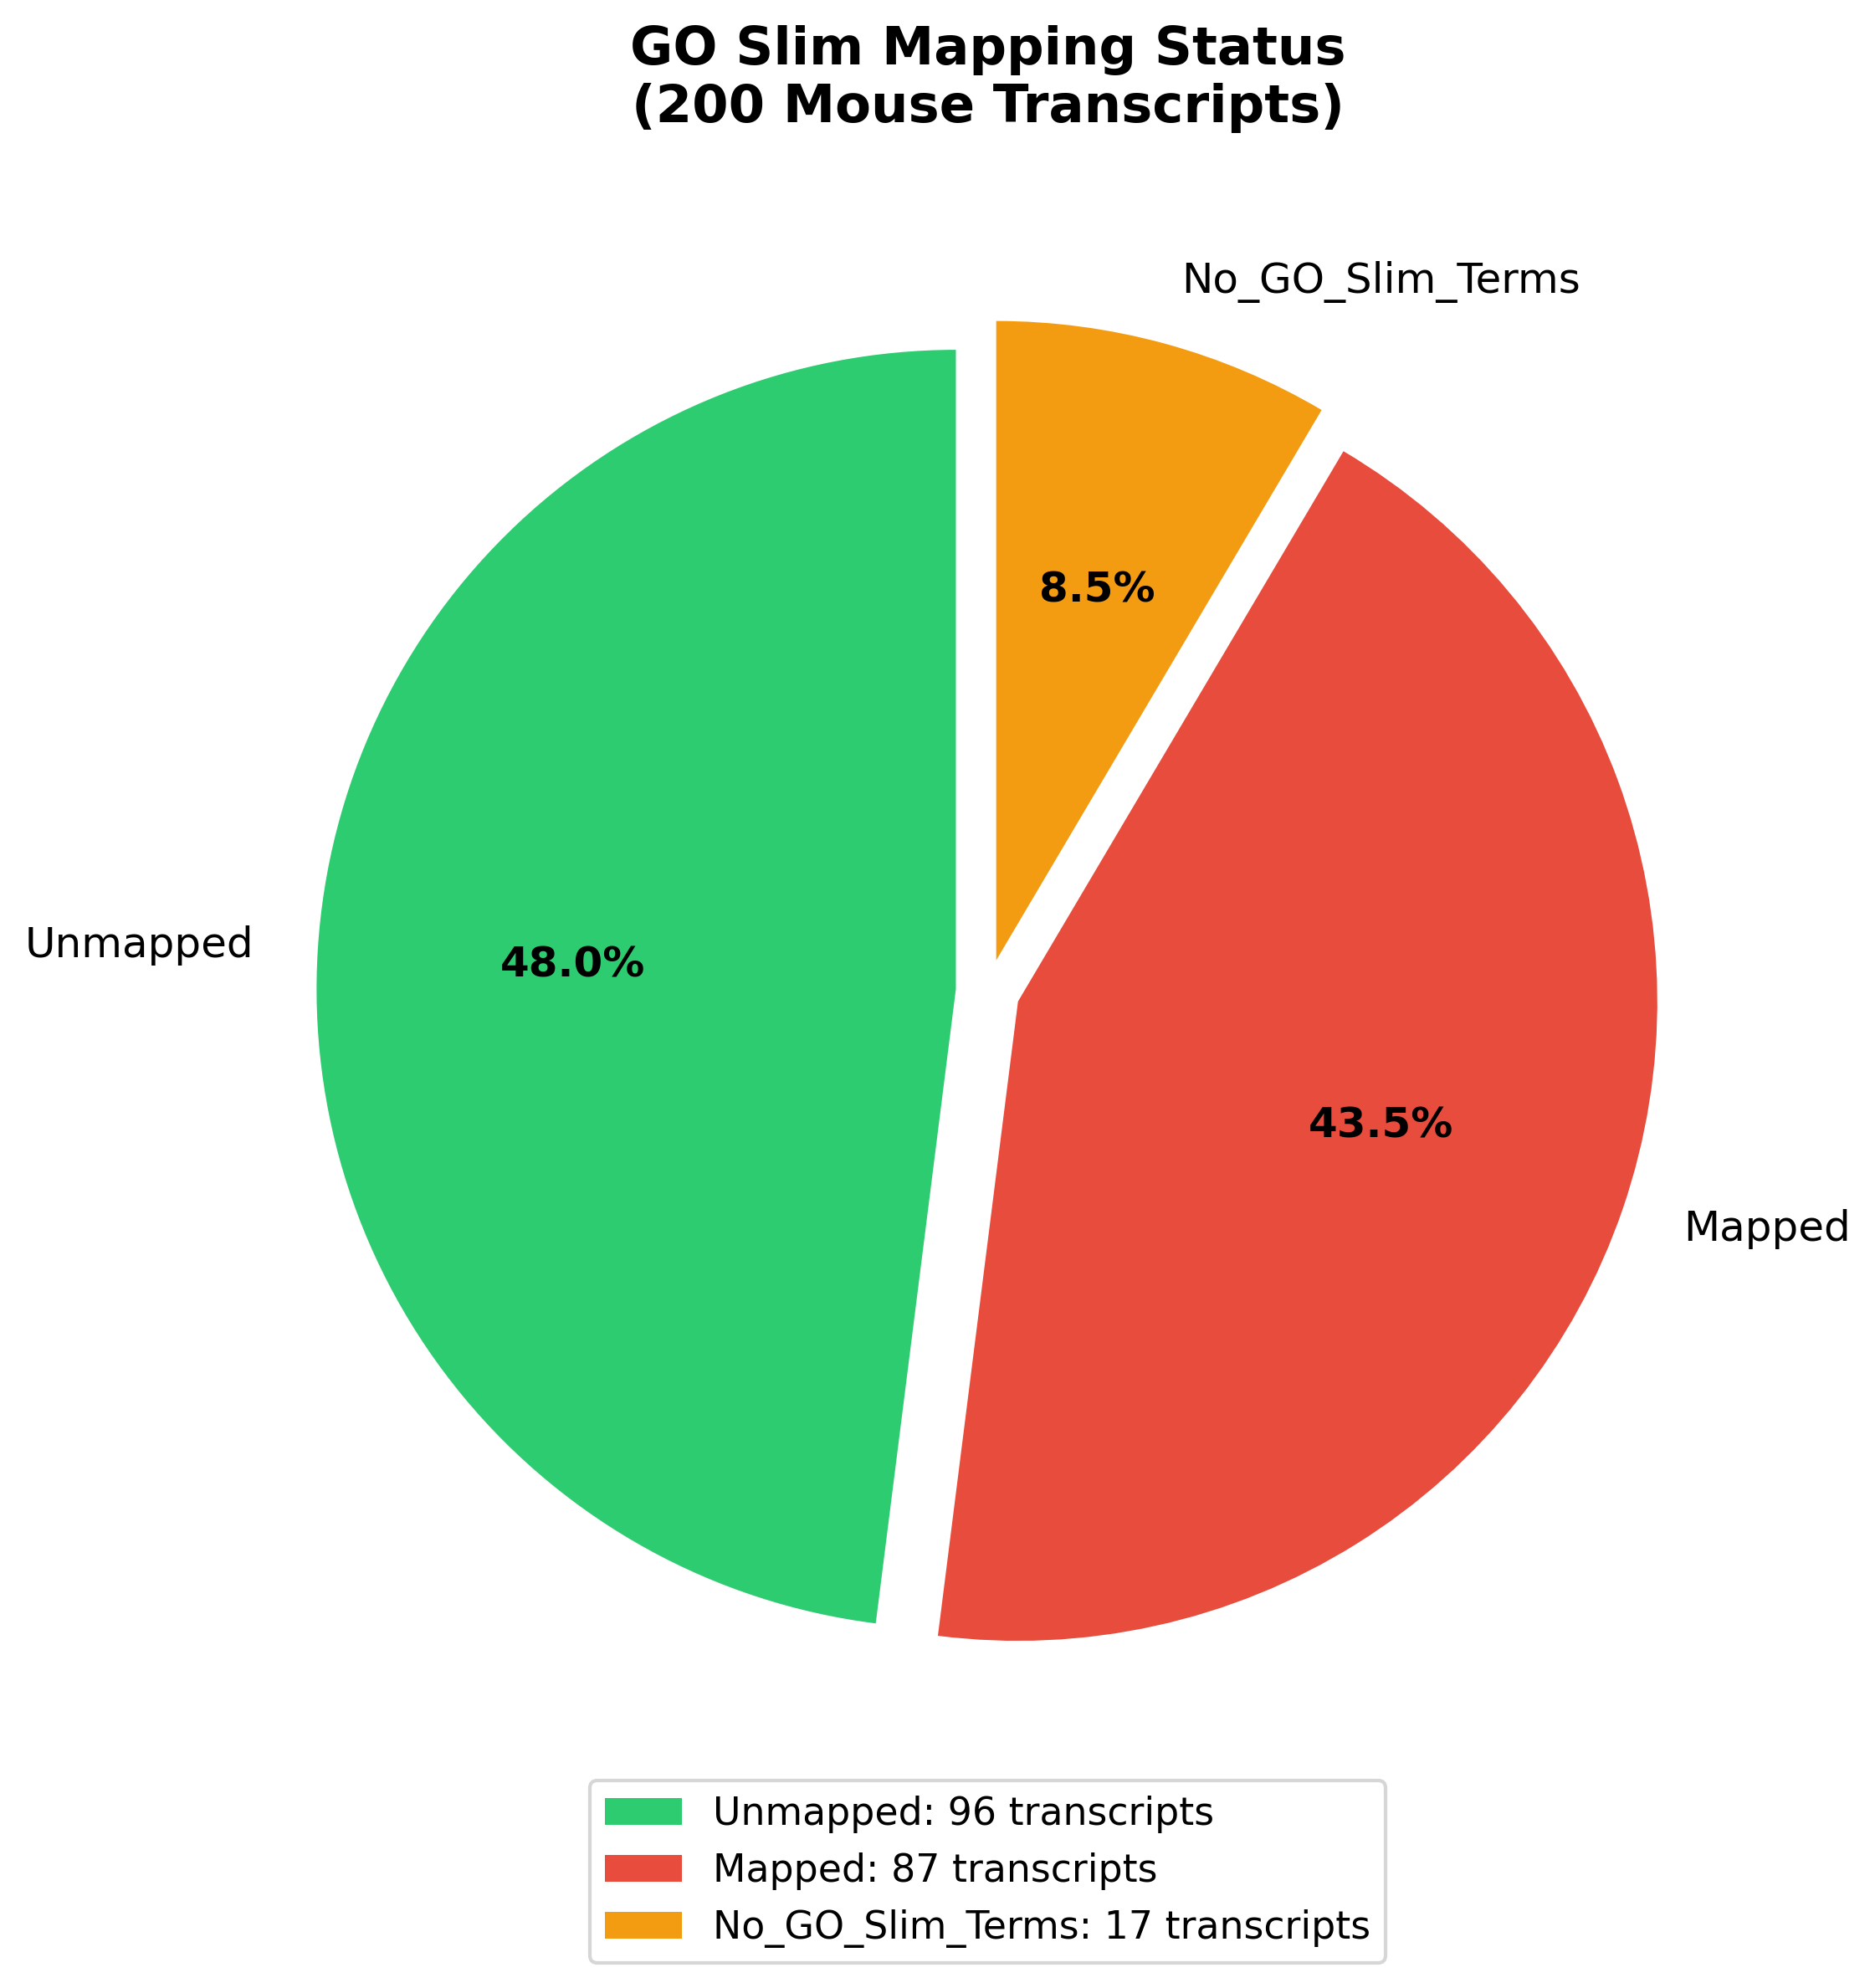 GO Slim Mapping Status
(200 Mouse Transcripts)
No_GO_Slim_Terms
8.5%
Unmapped
48.0%
43.5%
Mapped
Unmapped: 96 transcripts
Mapped: 87 transcripts
No_GO_Slim_Terms: 17 transcripts